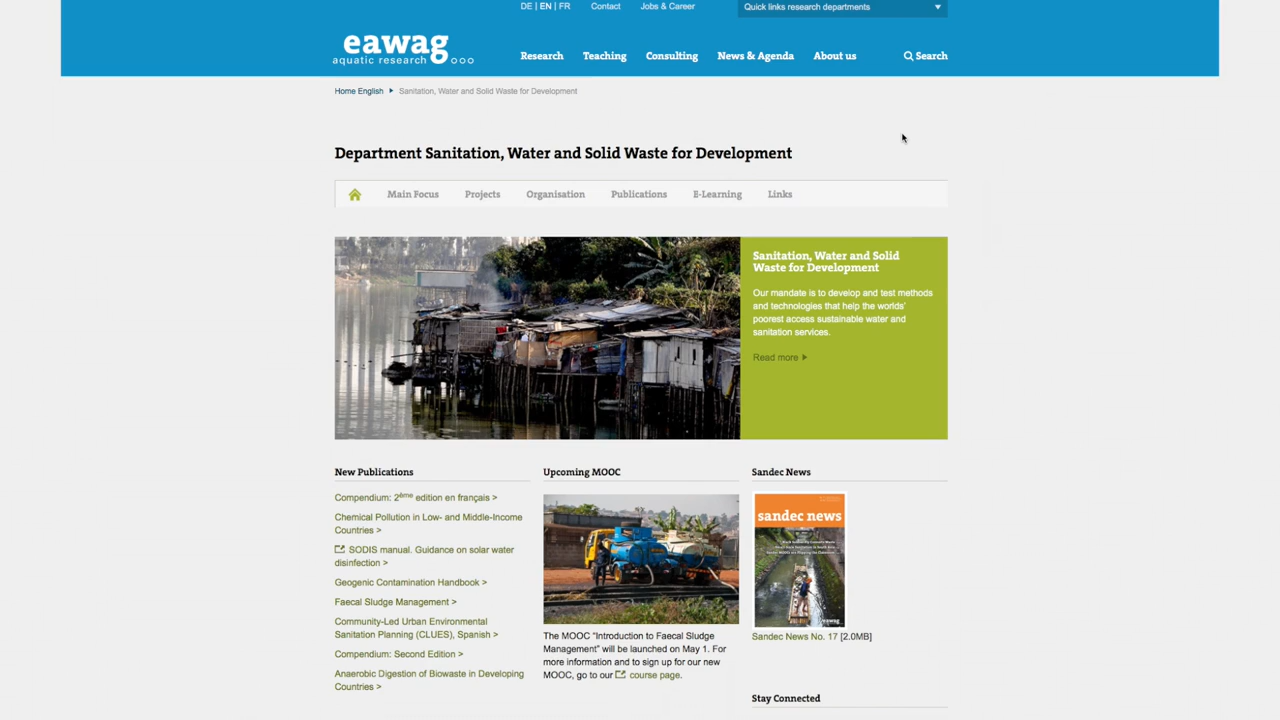 DE | EN | FR
Contact
Jobs & Career
Quick links research departments
eawag
aquatic research
Research
Teaching
Consulting
News & Agenda
About us
Search
Home English
Sanitation, Water and Solid Waste for Development
Department Sanitation, Water and Solid Waste for Development
Main Focus
Projects
Organisation
Publications
E-Learning
Links
Sanitation, Water and Solid
Waste for Development
Our mandate is to develop and test methods
and technologies that help the worlds'
poorest access sustainable water and
sanitation services.
Read more
New Publications
Compendium: 2ème edition en français >
Chemical Pollution in Low- and Middle-Income
Countries >
SODIS manual. Guidance on solar water
disinfection >
Geogenic Contamination Handbook >
Faecal Sludge Management >
Community-Led Urban Environmental
Sanitation Planning (CLUES), Spanish >
Compendium: Second Edition >
Anaerobic Digestion of Biowaste in Developing
Countries >
Upcoming MOOC
The MOOC “Introduction to Faecal Sludge
Management” will be launched on May 1. For
more information and to sign up for our new
MOOC, go to our course page.
Sandec News
sandec news
eawag
Sandec News No. 17 [2.0MB]
Stay Connected